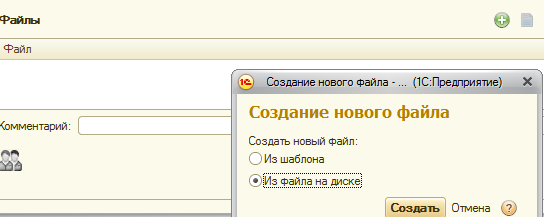 Файлы
Файл
Создание нового файла - ... (1С:Предприятие)
Создание нового файла
Комментарий:
Создать новый файл:
Из шаблона
Из файла на диске
Создать Отмена ?